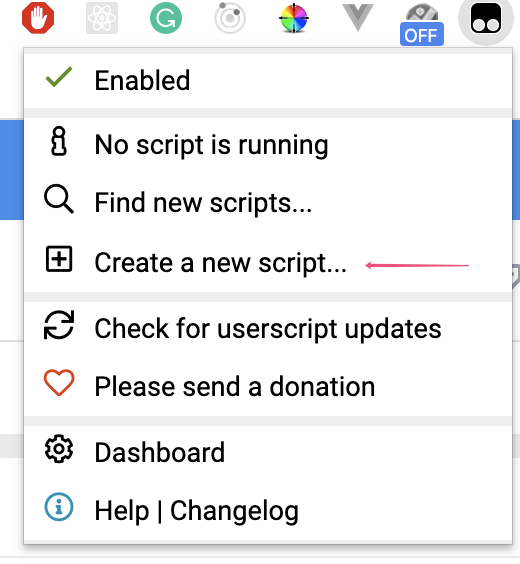 OFF
Enabled
No script is running
Find new scripts...
Create a new script...
Check for userscript updates
Please send a donation
Dashboard
Help | Changelog